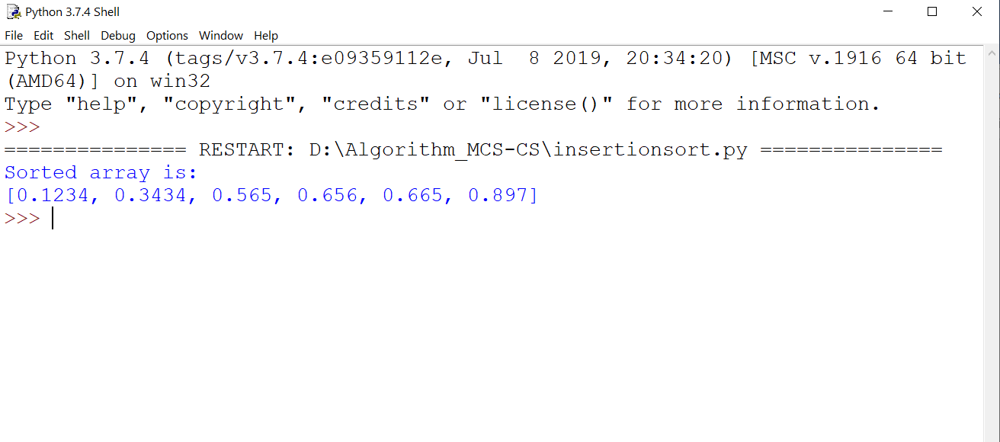 Python 3.7.4 Shell
File Edit Shell Debug Options Window Help
Python 3.7.4 (tags/v3.7.4:e09359112e, Jul  8 2019, 20:34:20) [MSC v.1916 64 bit
(AMD64)] on win32
Type "help", "copyright", "credits" or "license()" for more information.
>>>
=============== RESTART: D:\Algorithm_MCS-CS\insertionsort.py ===============
Sorted array is:
[0.1234, 0.3434, 0.565, 0.656, 0.665, 0.897]
>>>